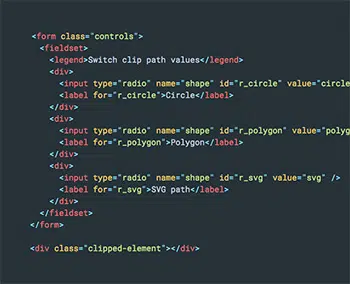 <form class="controls">
<fieldset>
<legend>Switch clip path values</legend>
<div>
<input type="radio" name="shape" id="r_circle" value="circle
<label for="r_circle">Circle</label>
</div>
<div>
<input type="radio" name="shape" id="r_polygon" value="polyg
<label for="r_polygon">Polygon</label>
</div>
<div>
<input type="radio" name="shape" id="r_svg" value="svg" />
<label for="r_svg">SVG path</label>
</div>
</fieldset>
</form>
<div class="clipped-element"></div>